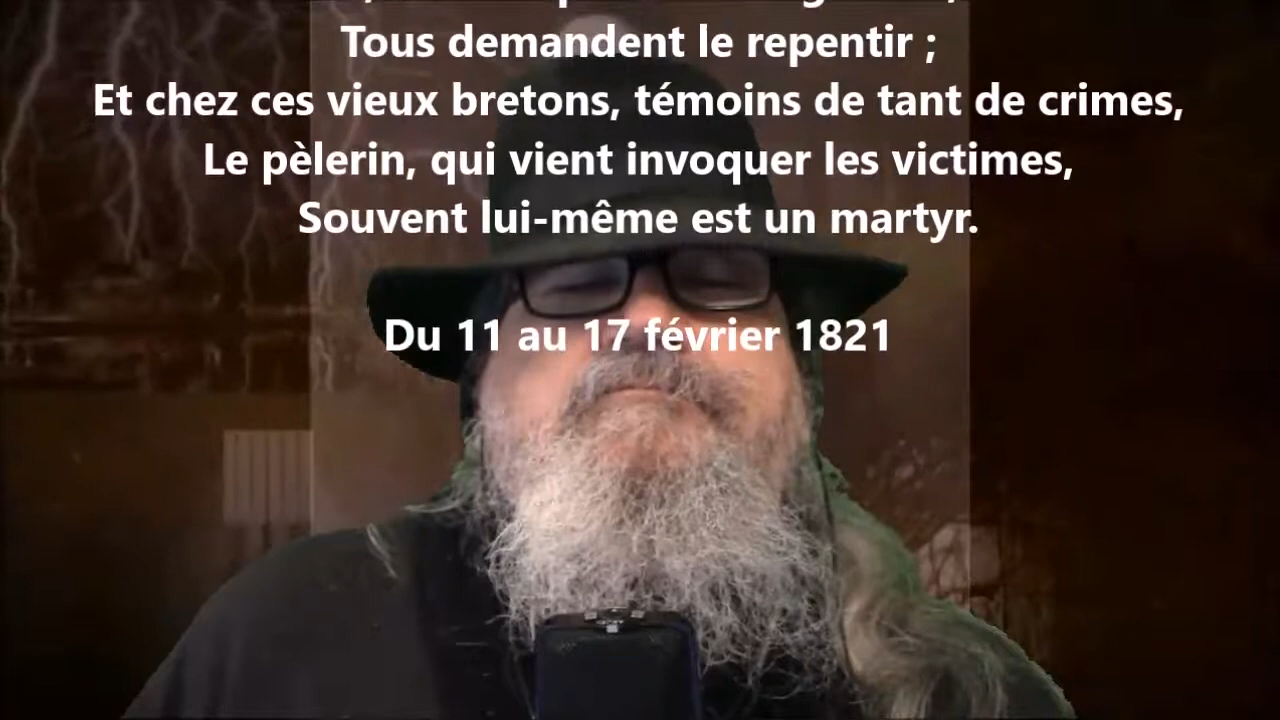 Tous demandent le repentir ;
Et chez ces vieux bretons, témoins de tant de crimes,
Le pèlerin, qui vient invoquer les victimes,
Souvent lui-même est un martyr.
Du 11 au 17 février 1821